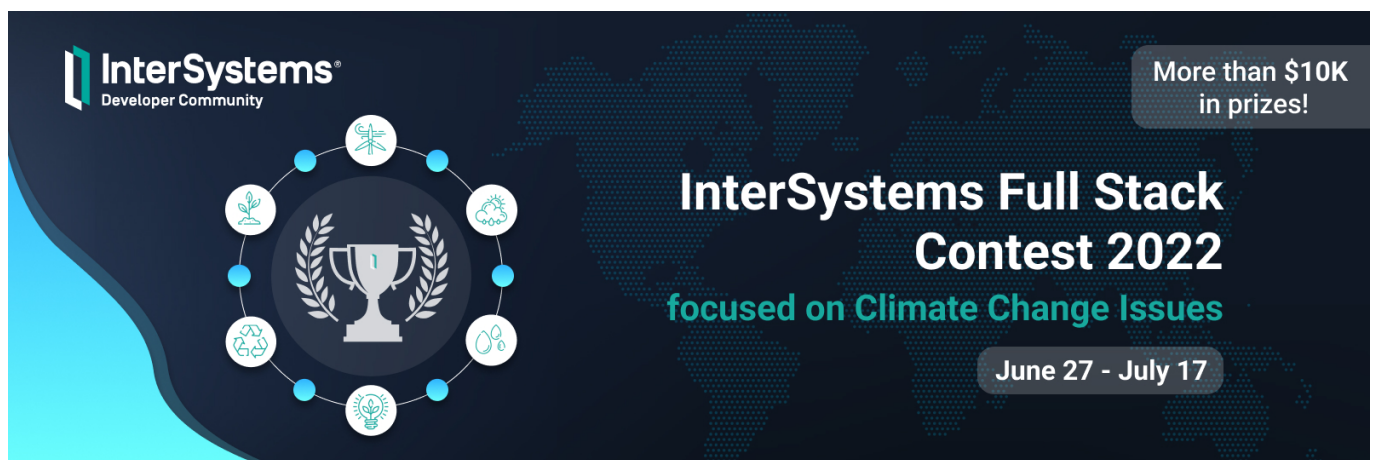 InterSystems®
Developer Community
More than $10K
in prizes!
InterSystems Full Stack
Contest 2022
focused on Climate Change Issues
June 27 - July 17